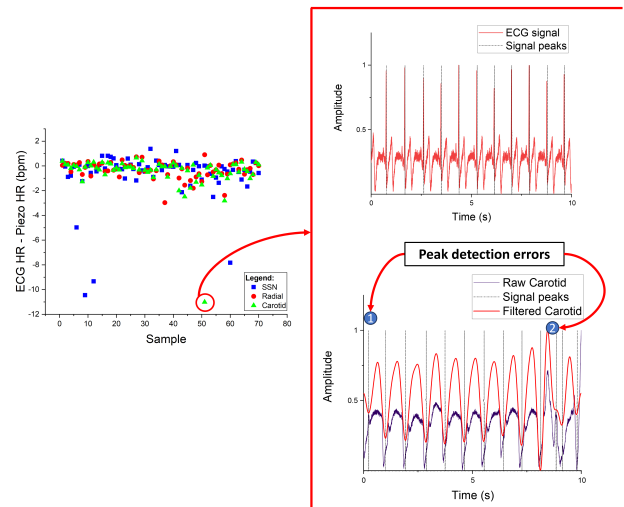 ECG HR - Piezo HR (bpm)
2
0
-2
-4
-6
-8
-10
-12
0 10 20 30 40 50 60 70 80
Sample
Legend:
SSN
Radial
Carotid
ECG signal
Signal peaks
Amplitude
1
0.5
0 5 10
Time (s)
Peak detection errors
Raw Carotid
Signal peaks
Filtered Carotid
1
2
Amplitude
1
0.5
0 5 10
Time (s)